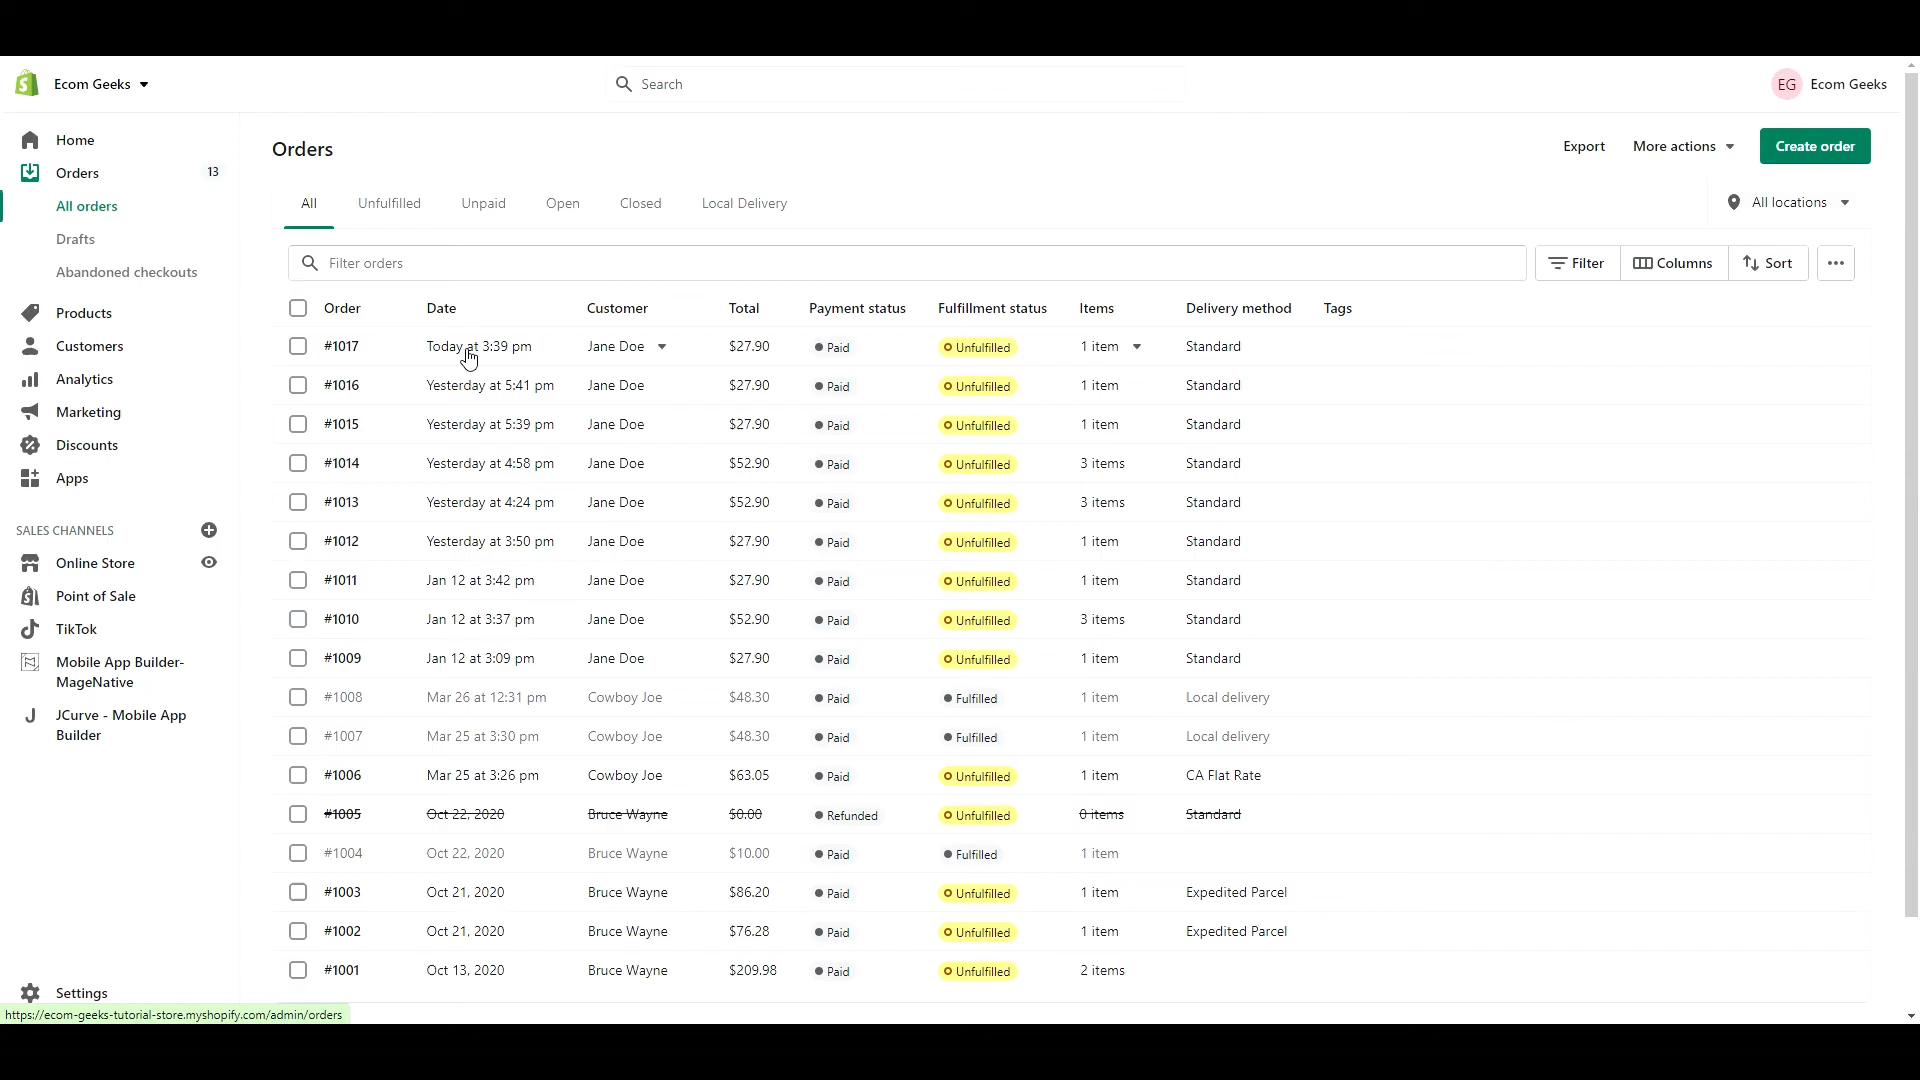 Ecom Geeks
Search
EG Ecom Geeks
Home
Orders 13
All orders
Drafts
Abandoned checkouts
Products
Customers
Analytics
Marketing
Discounts
Apps
SALES CHANNELS
Online Store
Point of Sale
TikTok
Mobile App Builder-
MageNative
JCurve - Mobile App
Builder
Settings
https://ecom-geeks-tutorial-store.myshopify.com/admin/orders
Orders
Export More actions Create order
All Unfulfilled Unpaid Open Closed Local Delivery All locations
Filter orders Filter Columns Sort
Order Date Customer Total Payment status Fulfillment status Items Delivery method Tags
#1017 Today at 3:39 pm Jane Doe $27.90 Paid Unfulfilled 1 item Standard
#1016 Yesterday at 5:41 pm Jane Doe $27.90 Paid Unfulfilled 1 item Standard
#1015 Yesterday at 5:39 pm Jane Doe $27.90 Paid Unfulfilled 1 item Standard
#1014 Yesterday at 4:58 pm Jane Doe $52.90 Paid Unfulfilled 3 items Standard
#1013 Yesterday at 4:24 pm Jane Doe $52.90 Paid Unfulfilled 3 items Standard
#1012 Yesterday at 3:50 pm Jane Doe $27.90 Paid Unfulfilled 1 item Standard
#1011 Jan 12 at 3:42 pm Jane Doe $27.90 Paid Unfulfilled 1 item Standard
#1010 Jan 12 at 3:37 pm Jane Doe $52.90 Paid Unfulfilled 3 items Standard
#1009 Jan 12 at 3:09 pm Jane Doe $27.90 Paid Unfulfilled 1 item Standard
#1008 Mar 26 at 12:31 pm Cowboy Joe $48.30 Paid Fulfilled 1 item Local delivery
#1007 Mar 25 at 3:30 pm Cowboy Joe $48.30 Paid Fulfilled 1 item Local delivery
#1006 Mar 25 at 3:26 pm Cowboy Joe $63.05 Paid Unfulfilled 1 item CA Flat Rate
#1005 Oct 22, 2020 Bruce Wayne $0.00 Refunded Unfulfilled 0 items Standard
#1004 Oct 22, 2020 Bruce Wayne $10.00 Paid Fulfilled 1 item
#1003 Oct 21, 2020 Bruce Wayne $86.20 Paid Unfulfilled 1 item Expedited Parcel
#1002 Oct 21, 2020 Bruce Wayne $76.28 Paid Unfulfilled 1 item Expedited Parcel
#1001 Oct 13, 2020 Bruce Wayne $209.98 Paid Unfulfilled 2 items